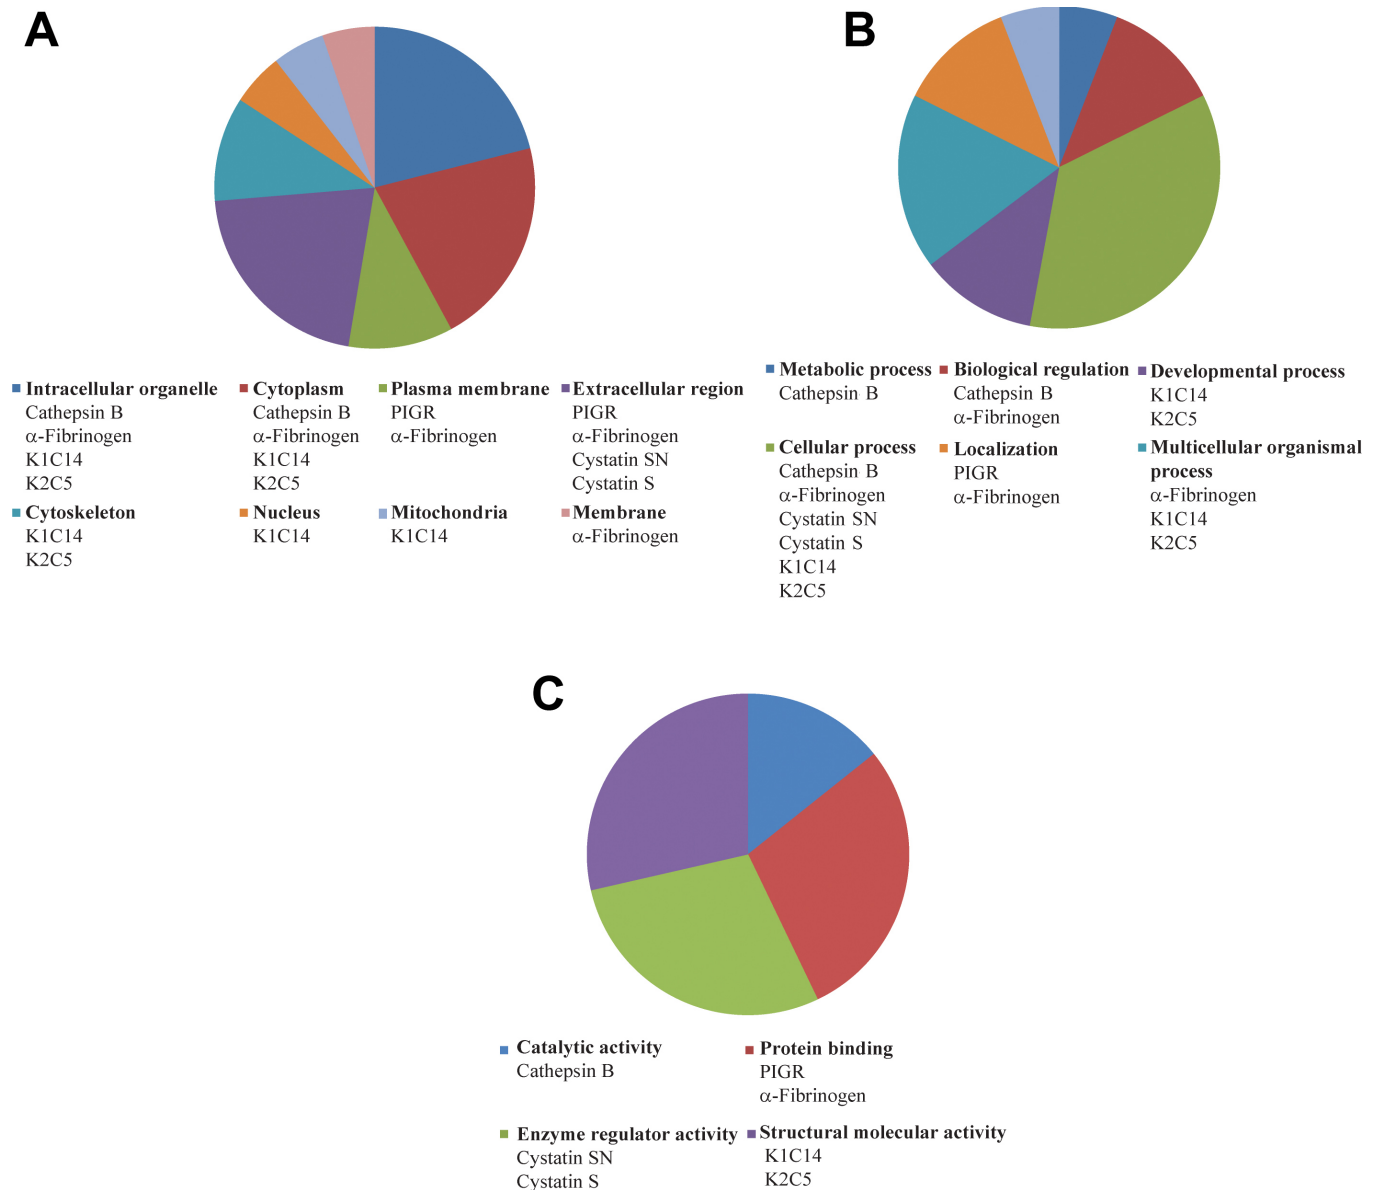 A
B
Intracellular organelle
Cathepsin B
α-Fibrinogen
K1C14
K2C5
Cytoplasm
Cathepsin B
α-Fibrinogen
K1C14
K2C5
Plasma membrane
PIGR
α-Fibrinogen
Extracellular region
PIGR
α-Fibrinogen
Cystatin SN
Cystatin S
Cytoskeleton
K1C14
K2C5
Nucleus
K1C14
Mitochondria
K1C14
Membrane
α-Fibrinogen
Metabolic process
Cathepsin B
Biological regulation
Cathepsin B
α-Fibrinogen
Developmental process
K1C14
K2C5
Cellular process
Cathepsin B
α-Fibrinogen
Cystatin SN
Cystatin S
K1C14
K2C5
Localization
PIGR
α-Fibrinogen
Multicellular organismal
process
α-Fibrinogen
K1C14
K2C5
C
Catalytic activity
Cathepsin B
Protein binding
PIGR
α-Fibrinogen
Enzyme regulator activity
Cystatin SN
Cystatin S
Structural molecular activity
K1C14
K2C5